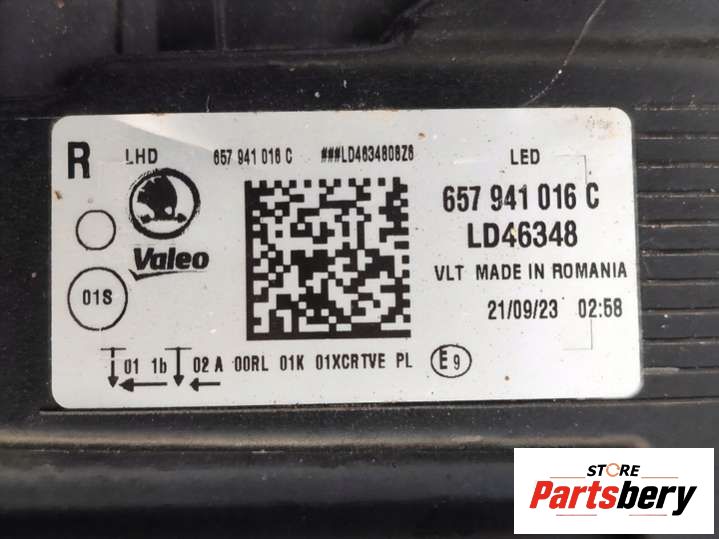 R LHD 657 941 016 C ###LD4634808Z6 LED
657 941 016 C
LD46348
Valeo
VLT MADE IN ROMANIA
01S
21/09/23 02:58
01 1b 02 A 00RL 01K 01XCRTVE PL E 9
STORE
Partsbery